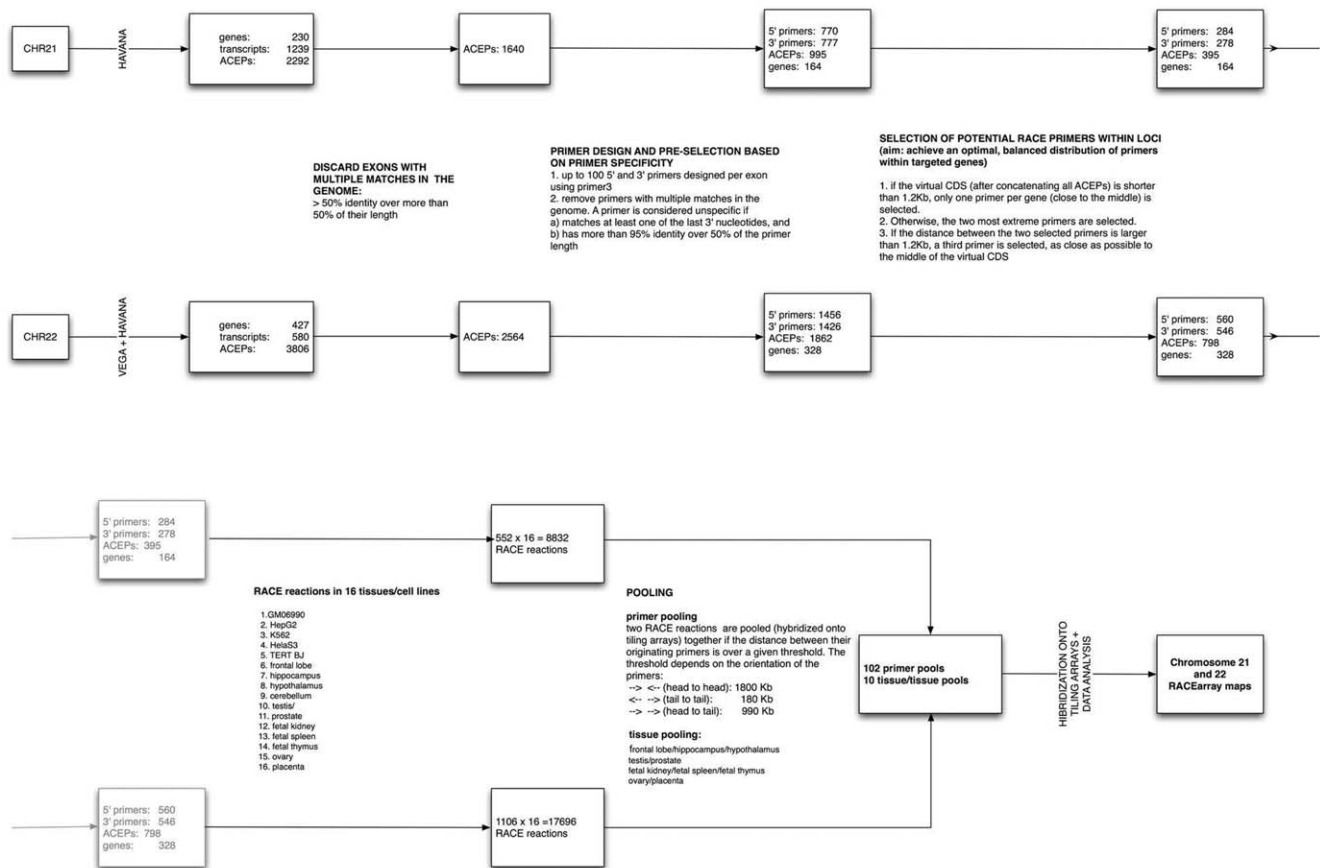 CHR21
HAVANA
genes: 230
transcripts: 1239
ACEPs: 2292
ACEPs: 1640
5' primers: 770
3' primers: 777
ACEPs: 995
genes: 164
5' primers: 284
3' primers: 278
ACEPs: 395
genes: 164
DISCARD EXONS WITH
MULTIPLE MATCHES IN THE
GENOME:
> 50% identity over more than
50% of their length
PRIMER DESIGN AND PRE-SELECTION BASED
ON PRIMER SPECIFICITY
1. up to 100 5' and 3' primers designed per exon
using primer3
2. remove primers with multiple matches in the
genome. A primer is considered unspecific if
a) matches at least one of the last 3' nucleotides, and
b) has more than 95% identity over 50% of the primer
length
SELECTION OF POTENTIAL RACE PRIMERS WITHIN LOCI
(aim: achieve an optimal, balanced distribution of primers
within targeted genes)
1. if the virtual CDS (after concatenating all ACEPs) is shorter
than 1.2Kb, only one primer per gene (close to the middle) is
selected.
2. Otherwise, the two most extreme primers are selected.
3. If the distance between the two selected primers is larger
than 1.2Kb, a third primer is selected, as close as possible to
the middle of the virtual CDS
CHR22
VEGA + HAVANA
genes: 427
transcripts: 580
ACEPs: 3806
ACEPs: 2564
5' primers: 1456
3' primers: 1426
ACEPs: 1862
genes: 328
5' primers: 560
3' primers: 546
ACEPs: 798
genes: 328
5' primers: 284
3' primers: 278
ACEPs: 395
genes: 164
552 x 16 = 8832
RACE reactions
RACE reactions in 16 tissues/cell lines
1.GM06990
2. HepG2
3. K562
4. HelaS3
5. TERT BJ
6. frontal lobe
7. hippocampus
8. hypothalamus
9. cerebellum
10. testis/
11. prostate
12. fetal kidney
13. fetal spleen
14. fetal thymus
15. ovary
16. placenta
POOLING
primer pooling
two RACE reactions are pooled (hybridized onto
tiling arrays) together if the distance between their
originating primers is over a given threshold. The
threshold depends on the orientation of the
primers:
--> <-- (head to head): 1800 Kb
<-- --> (tail to tail): 180 Kb
--> --> (head to tail): 990 Kb
tissue pooling:
frontal lobe/hippocampus/hypothalamus
testis/prostate
fetal kidney/fetal spleen/fetal thymus
ovary/placenta
102 primer pools
10 tissue/tissue pools
HIBRIDIZATION ONTO
TILING ARRAYS +
DATA ANALYSIS
Chromosome 21
and 22
RACEarray maps
5' primers: 560
3' primers: 546
ACEPs: 798
genes: 328
1106 x 16 =17696
RACE reactions